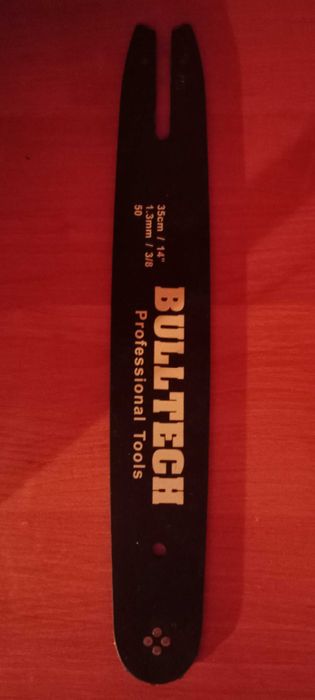 35cm / 14"
1.3mm / 3/8
50
BULLTECH
Professional Tools